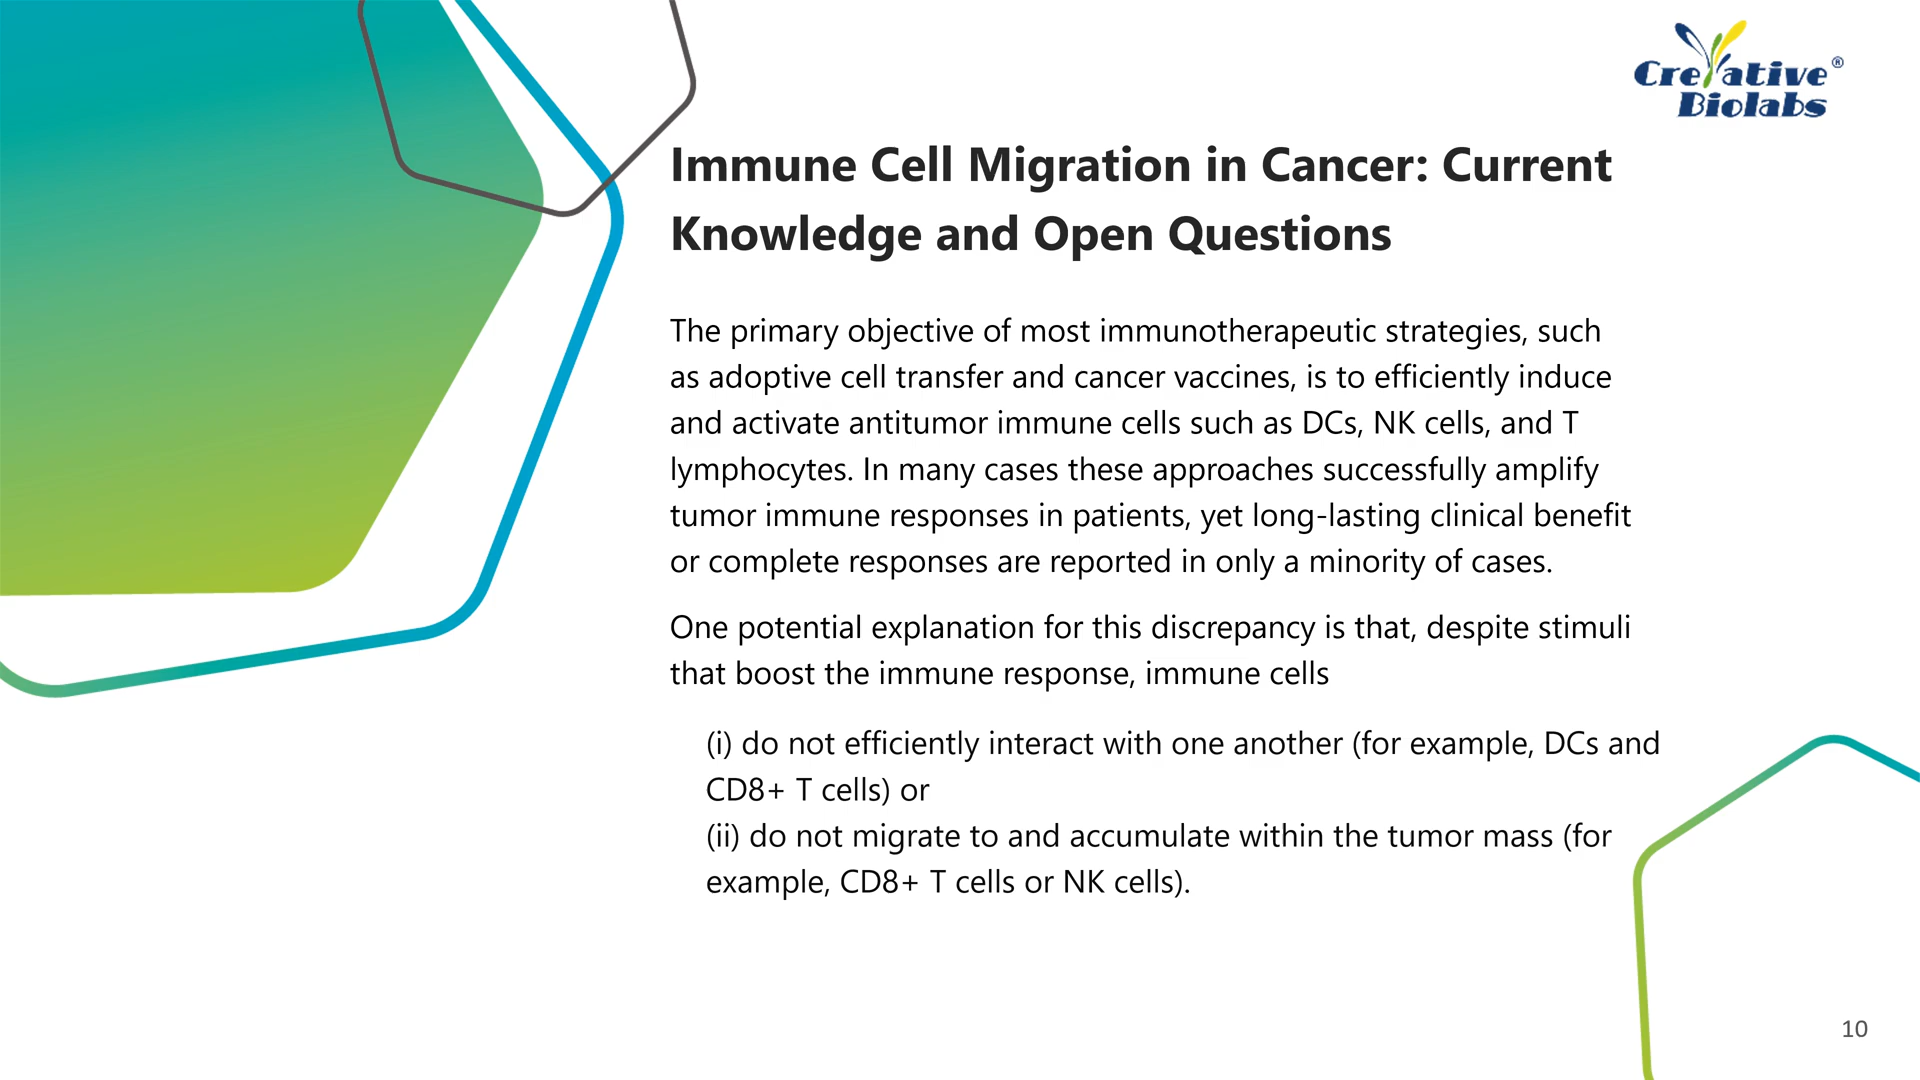 Creative®
Biolabs
Immune Cell Migration in Cancer: Current
Knowledge and Open Questions
The primary objective of most immunotherapeutic strategies, such
as adoptive cell transfer and cancer vaccines, is to efficiently induce
and activate antitumor immune cells such as DCs, NK cells, and T
lymphocytes. In many cases these approaches successfully amplify
tumor immune responses in patients, yet long-lasting clinical benefit
or complete responses are reported in only a minority of cases.
One potential explanation for this discrepancy is that, despite stimuli
that boost the immune response, immune cells
(i) do not efficiently interact with one another (for example, DCs and
CD8+ T cells) or
(ii) do not migrate to and accumulate within the tumor mass (for
example, CD8+ T cells or NK cells).
10